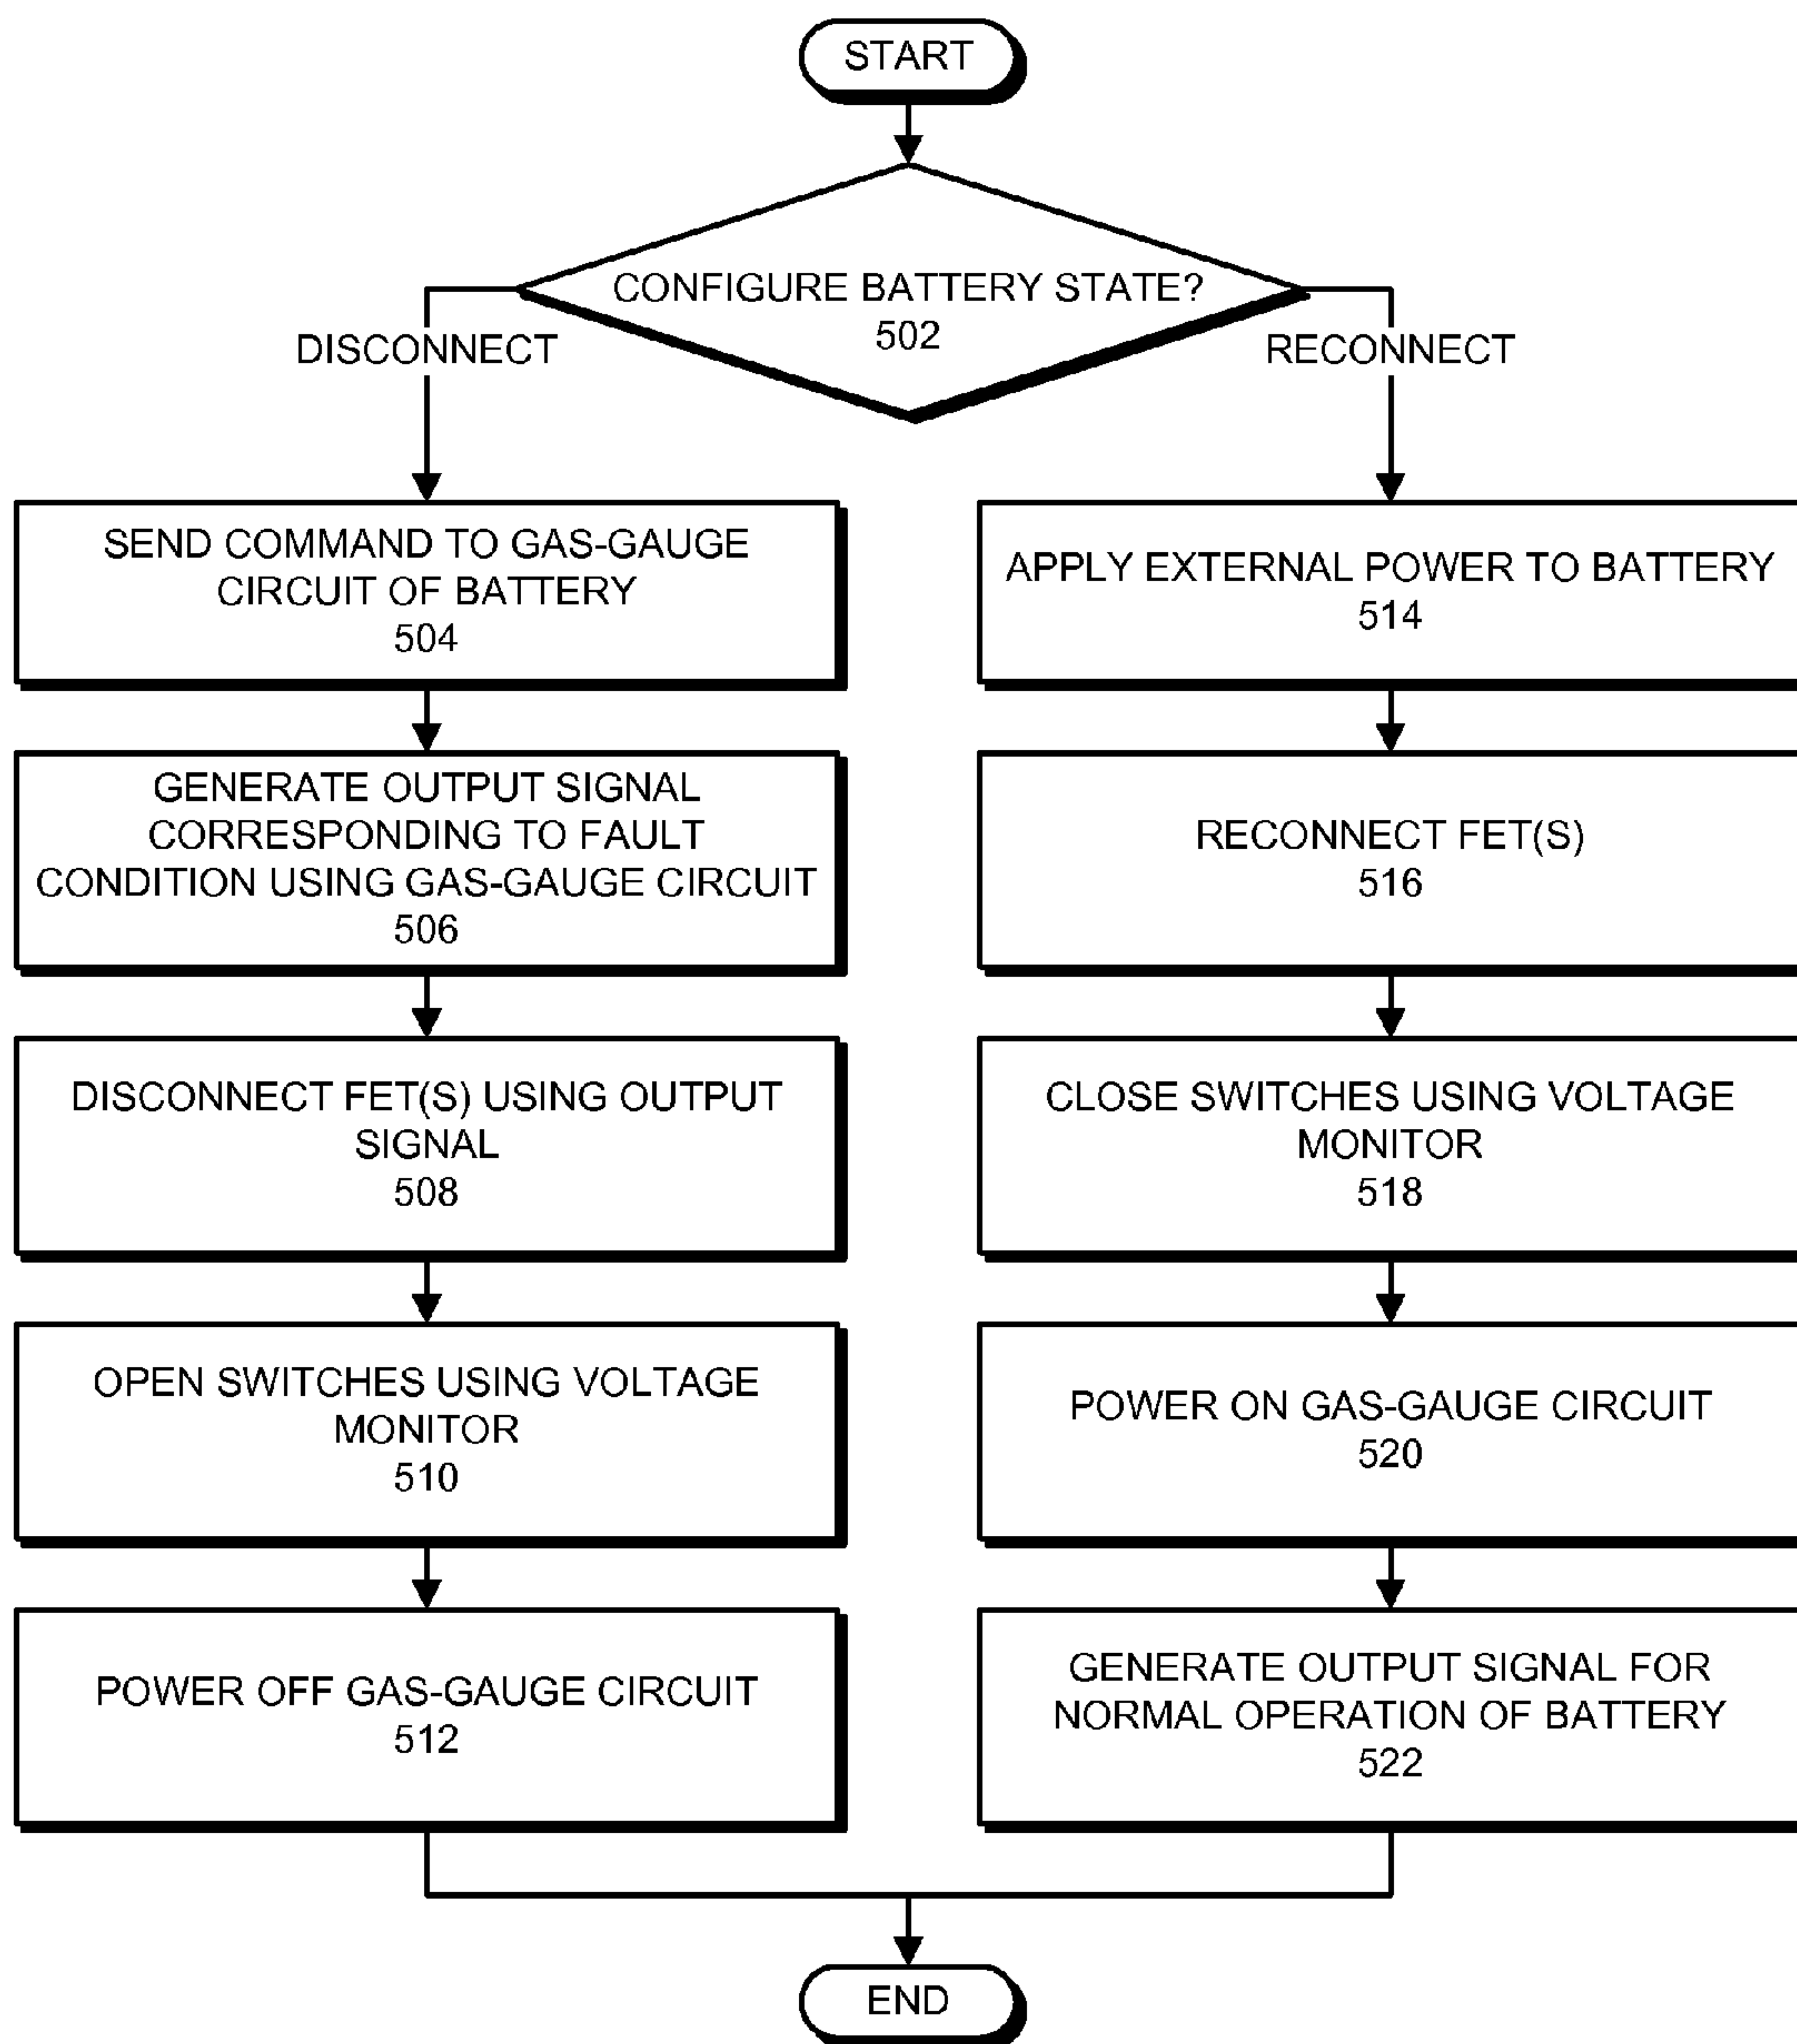 START
CONFIGURE BATTERY STATE?
502
DISCONNECT
RECONNECT
SEND COMMAND TO GAS-GAUGE
CIRCUIT OF BATTERY
504
GENERATE OUTPUT SIGNAL
CORRESPONDING TO FAULT
CONDITION USING GAS-GAUGE CIRCUIT
506
DISCONNECT FET(S) USING OUTPUT
SIGNAL
508
OPEN SWITCHES USING VOLTAGE
MONITOR
510
POWER OFF GAS-GAUGE CIRCUIT
512
APPLY EXTERNAL POWER TO BATTERY
514
RECONNECT FET(S)
516
CLOSE SWITCHES USING VOLTAGE
MONITOR
518
POWER ON GAS-GAUGE CIRCUIT
520
GENERATE OUTPUT SIGNAL FOR
NORMAL OPERATION OF BATTERY
522
END